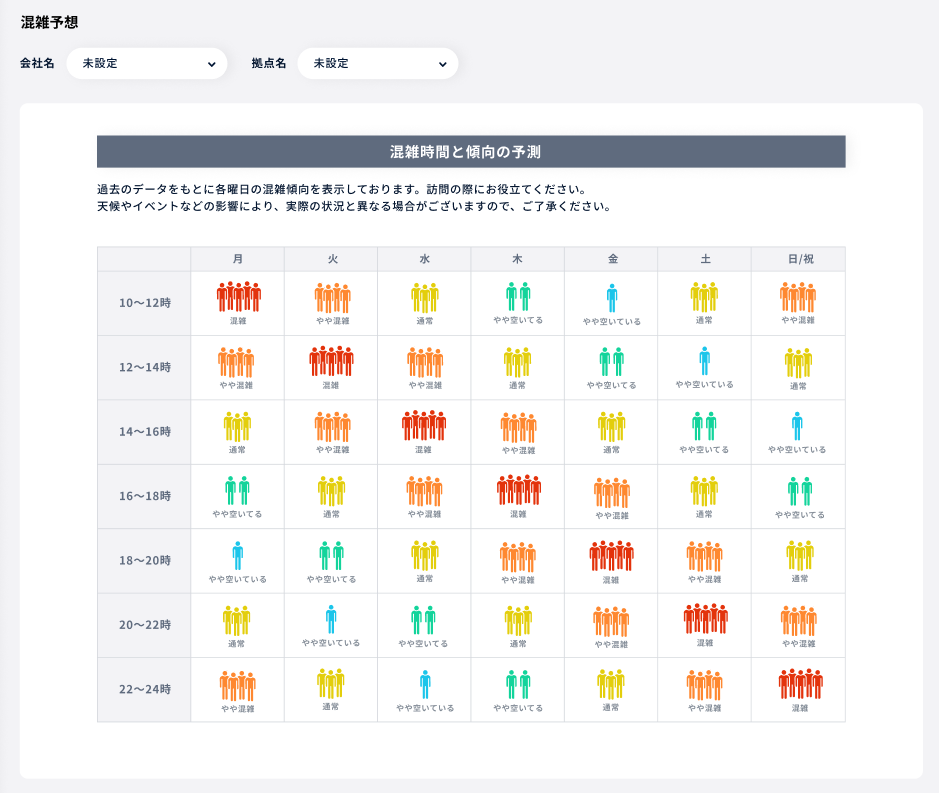 混雑予想
会社名 未設定 拠点名 未設定
混雑時間と傾向の予測
過去のデータをもとに各曜日の混雑傾向を表示しております。訪問の際にお役立てください。
天候やイベントなどの影響により、実際の状況と異なる場合がございますので、ご了承ください。
月 火 水 木 金 土 日/祝
10〜12時 混雑 やや混雑 通常 やや空いてる やや空いている 通常 やや混雑
12〜14時 やや混雑 混雑 やや混雑 通常 やや空いてる やや空いている 通常
14〜16時 通常 やや混雑 混雑 やや混雑 通常 やや空いてる やや空いている
16〜18時 やや空いてる 通常 やや混雑 混雑 やや混雑 通常 やや空いてる
18〜20時 やや空いている やや空いてる 通常 やや混雑 混雑 やや混雑 通常
20〜22時 通常 やや空いている やや空いてる 通常 やや混雑 混雑 やや混雑
22〜24時 やや混雑 通常 やや空いている やや空いてる 通常 やや混雑 混雑